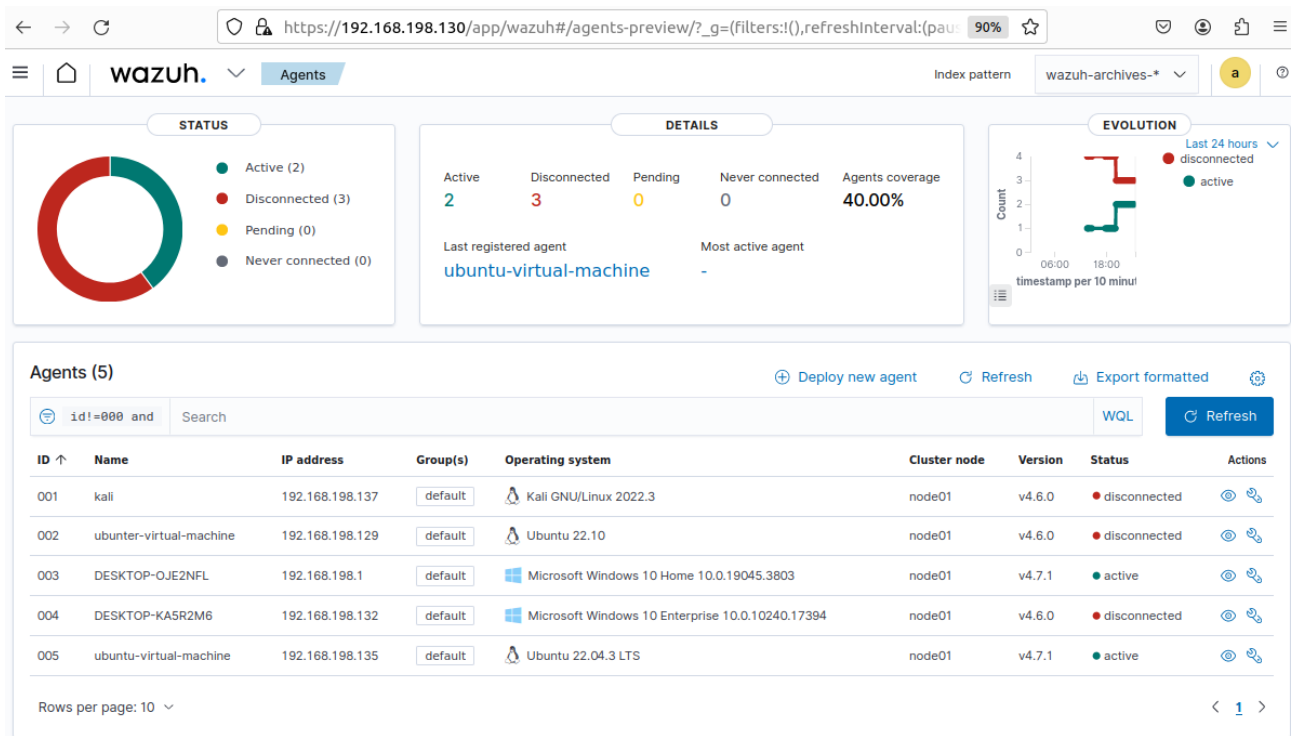 https://192.168.198.130/app/wazuh#/agents-preview/?_g=(filters:!(),refreshInterval:(paus 90%
wazuh. Agents Index pattern wazuh-archives-* a
STATUS
Active (2)
Disconnected (3)
Pending (0)
Never connected (0)
DETAILS
Active Disconnected Pending Never connected Agents coverage
2 3 0 0 40.00%
Last registered agent Most active agent
ubuntu-virtual-machine -
EVOLUTION
Last 24 hours
disconnected
active
Count
4
3
2
1
0
06:00 18:00
timestamp per 10 minut
Agents (5) Deploy new agent Refresh Export formatted
id!=000 and Search WQL Refresh
ID Name IP address Group(s) Operating system Cluster node Version Status Actions
001 kali 192.168.198.137 default Kali GNU/Linux 2022.3 node01 v4.6.0 disconnected
002 ubunter-virtual-machine 192.168.198.129 default Ubuntu 22.10 node01 v4.6.0 disconnected
003 DESKTOP-OJE2NFL 192.168.198.1 default Microsoft Windows 10 Home 10.0.19045.3803 node01 v4.7.1 active
004 DESKTOP-KA5R2M6 192.168.198.132 default Microsoft Windows 10 Enterprise 10.0.10240.17394 node01 v4.6.0 disconnected
005 ubuntu-virtual-machine 192.168.198.135 default Ubuntu 22.04.3 LTS node01 v4.7.1 active
Rows per page: 10 < 1 >